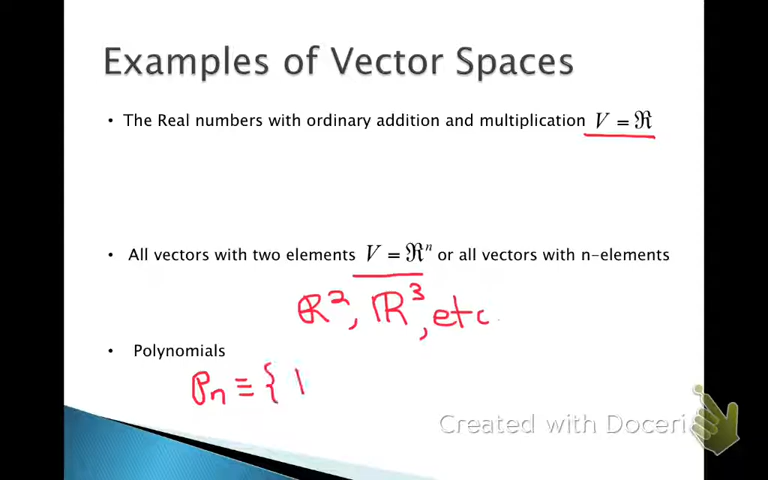 Examples of Vector Spaces
• The Real numbers with ordinary addition and multiplication V = ℜ
• All vectors with two elements V = ℜⁿ or all vectors with n-elements
ℝ², ℝ³, etc
• Polynomials
Pₙ ≡ { 1
Created with Doceri